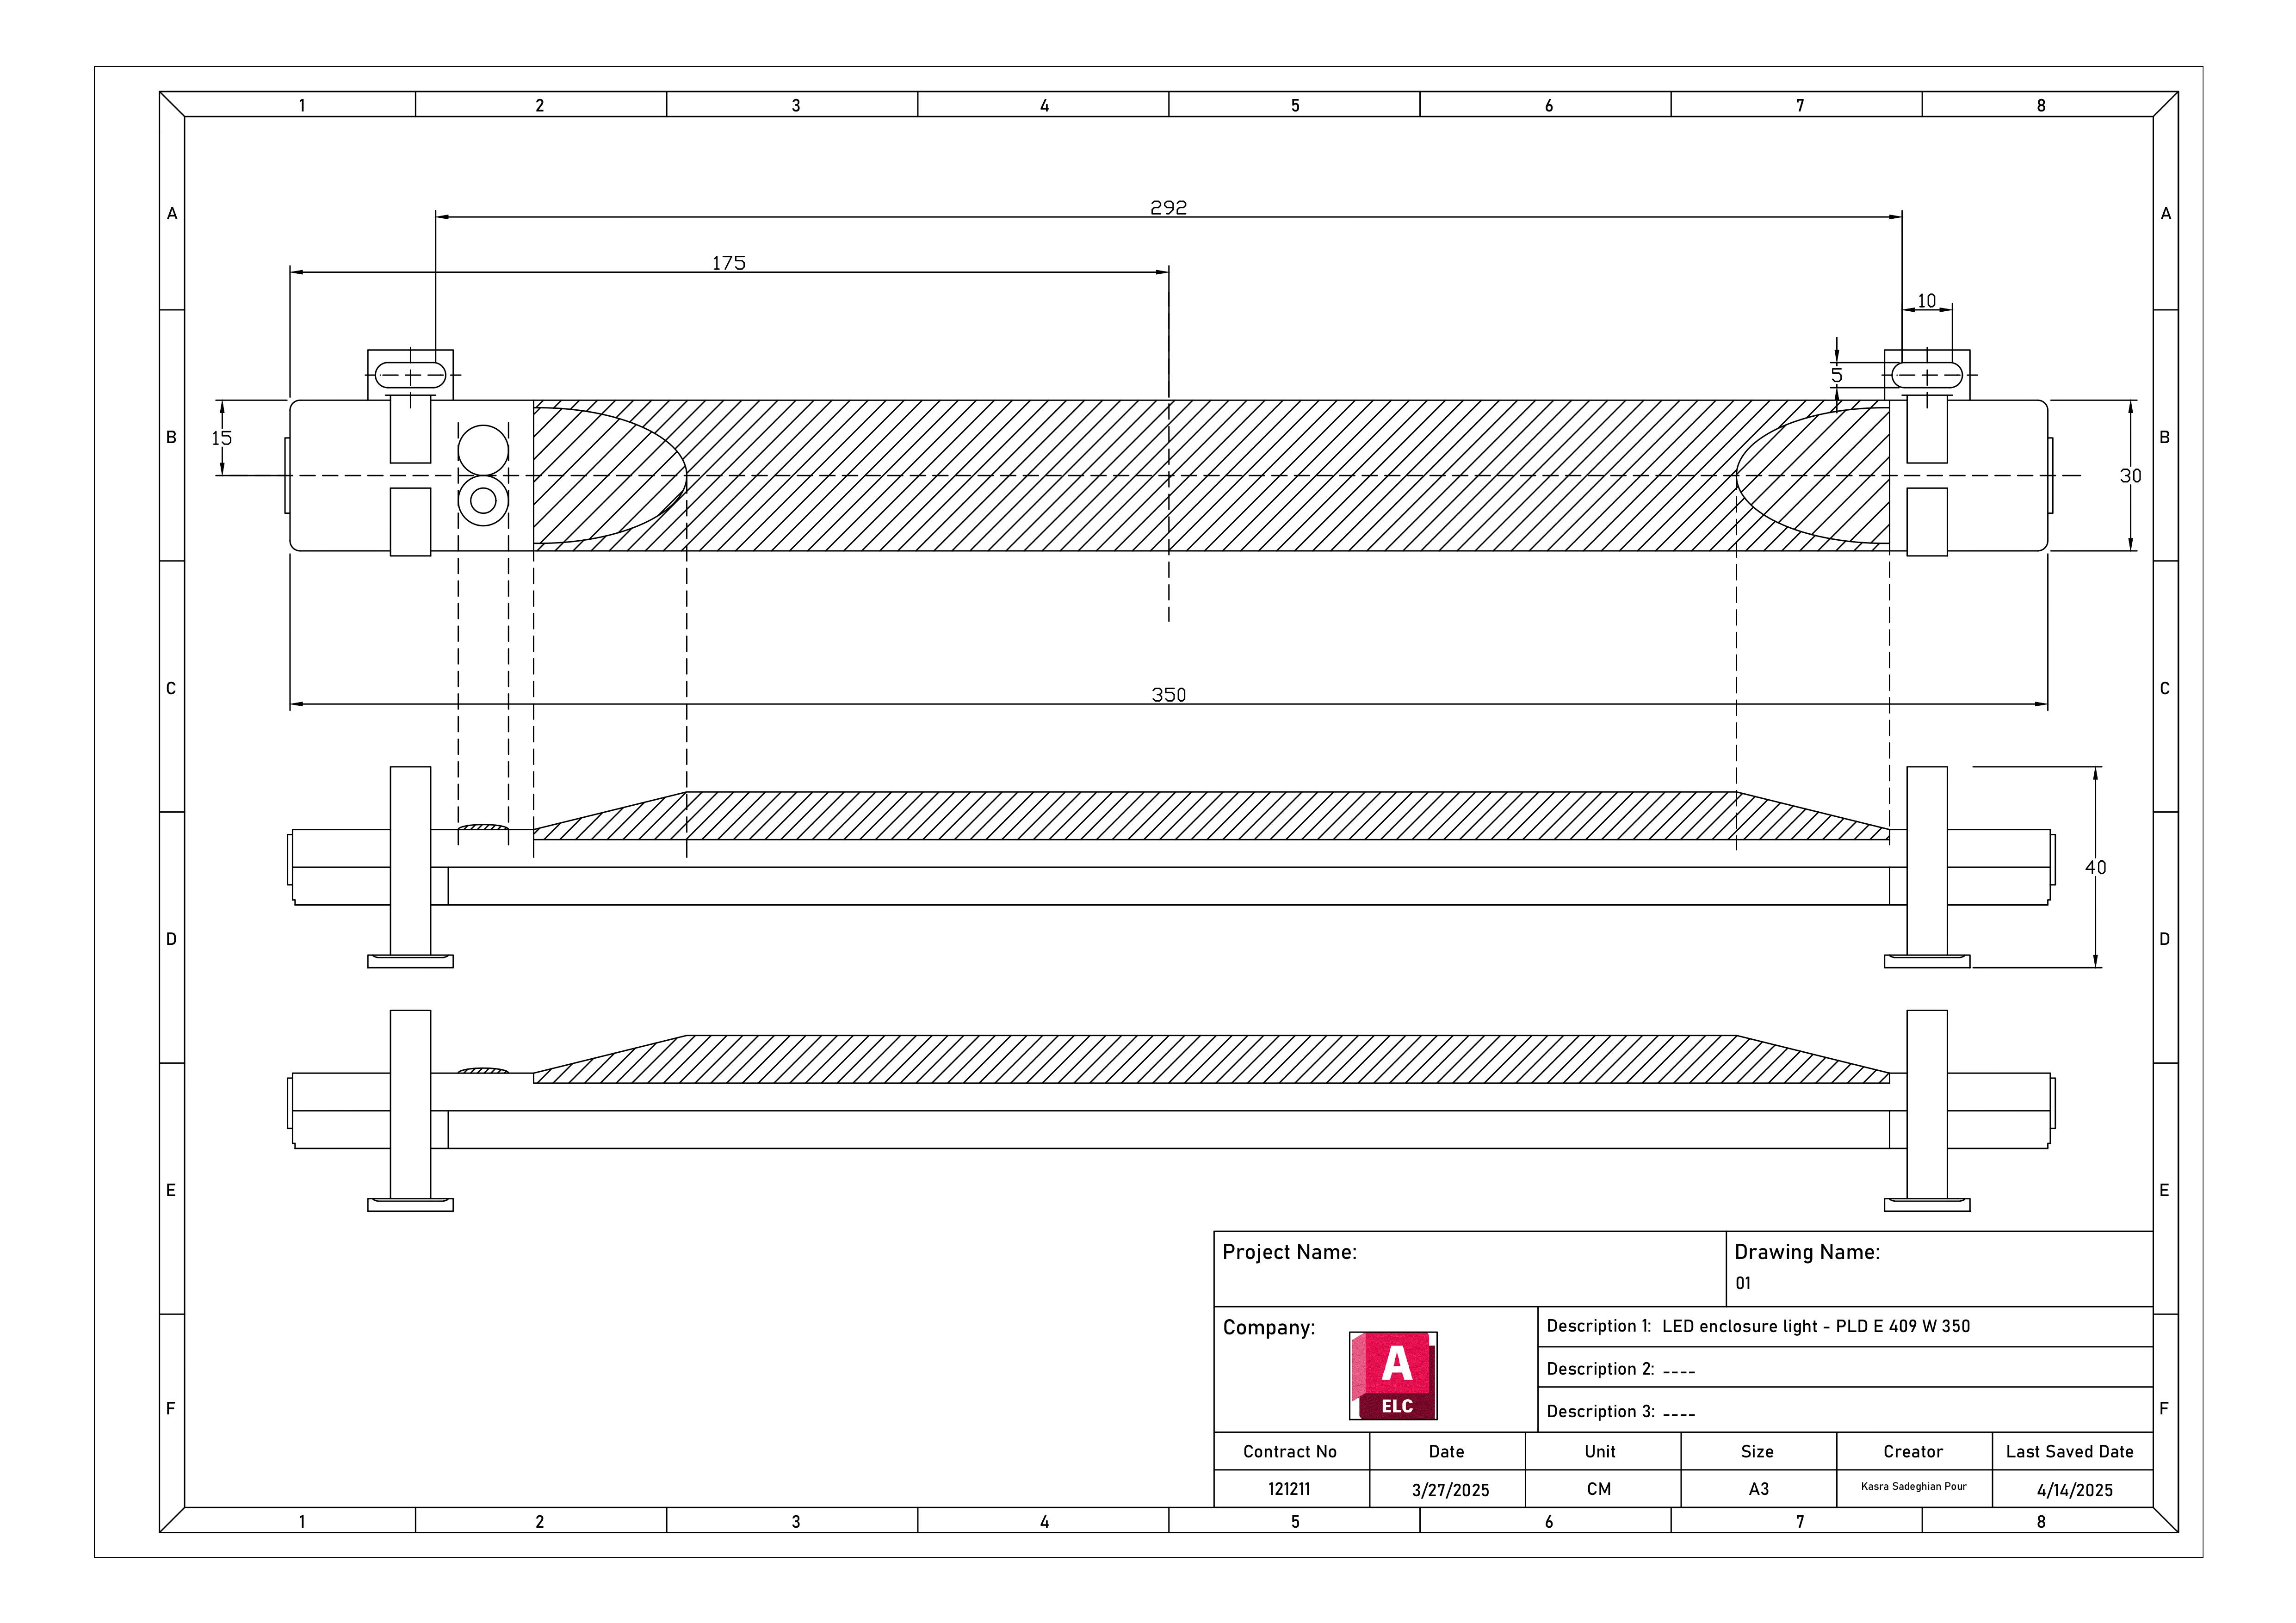 1 2 3 4 5 6 7 8
A A
292
175
10
5
B 15 B
30
C C
350
40
D D
E E
Project Name:
Drawing Name:
01
Company:
A
ELC
Description 1: LED enclosure light - PLD E 409 W 350
Description 2: ----
Description 3: ----
F F
Contract No Date Unit Size Creator Last Saved Date
121211 3/27/2025 CM A3 Kasra Sadeghian Pour 4/14/2025
1 2 3 4 5 6 7 8